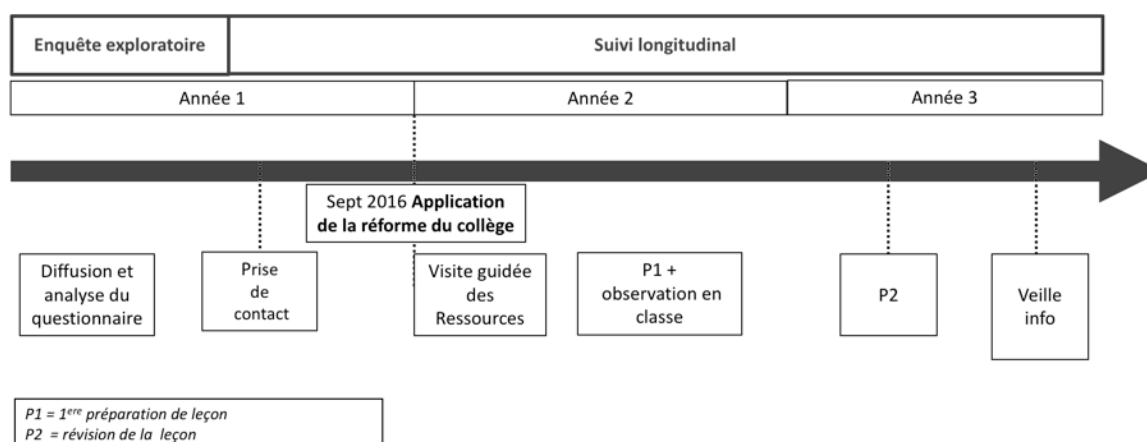 Enquête exploratoire
Suivi longitudinal
Année 1
Année 2
Année 3
Sept 2016 Application
de la réforme du collège
Diffusion et
analyse du
questionnaire
Prise
de
contact
Visite guidée
des
Ressources
P1 +
observation en
classe
P2
Veille
info
P1 = 1ere préparation de leçon
P2 = révision de la leçon